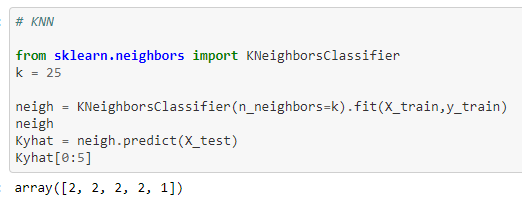 # KNN
from sklearn.neighbors import KNeighborsClassifier
k = 25
neigh = KNeighborsClassifier(n_neighbors=k).fit(X_train,y_train)
neigh
Kyhat = neigh.predict(X_test)
Kyhat[0:5]
array([2, 2, 2, 2, 1])